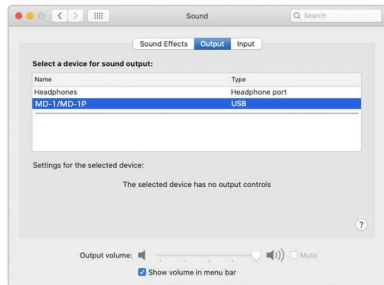 Sound
Search
Sound Effects Output Input
Select a device for sound output:
Name Type
Headphones Headphone port
MD-1/MD-1P USB
Settings for the selected device:
The selected device has no output controls
?
Output volume: Mute
Show volume in menu bar